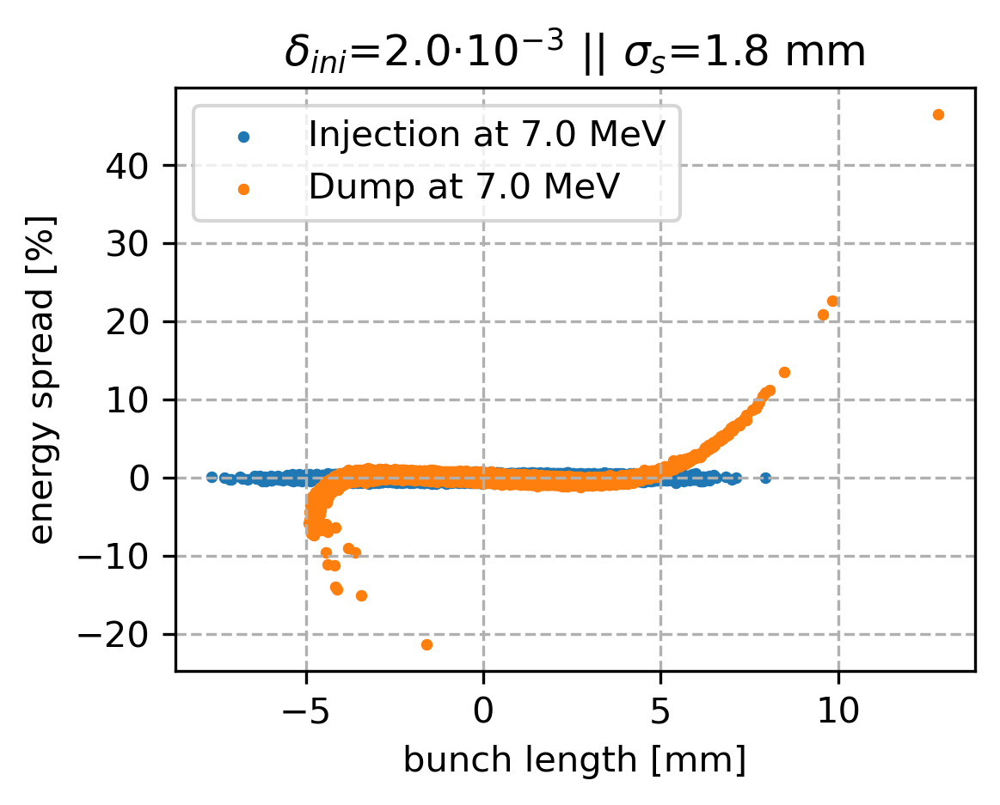 δ_ini=2.0·10⁻³ || σ_s=1.8 mm
Injection at 7.0 MeV
Dump at 7.0 MeV
energy spread [%]
40
30
20
10
0
−10
−20
−5 0 5 10
bunch length [mm]